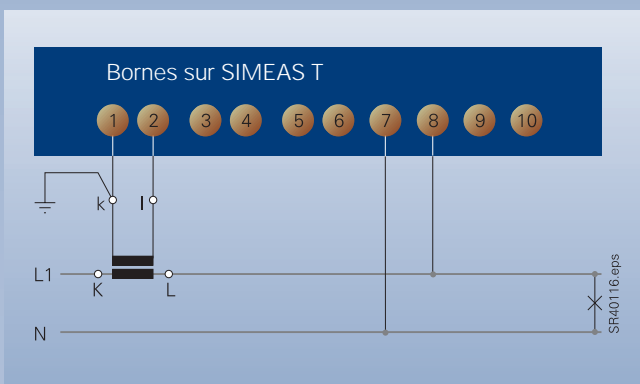 Bornes sur SIMEAS T
1 2 3 4 5 6 7 8 9 10
k l
L1
K L
N
SR40116.eps